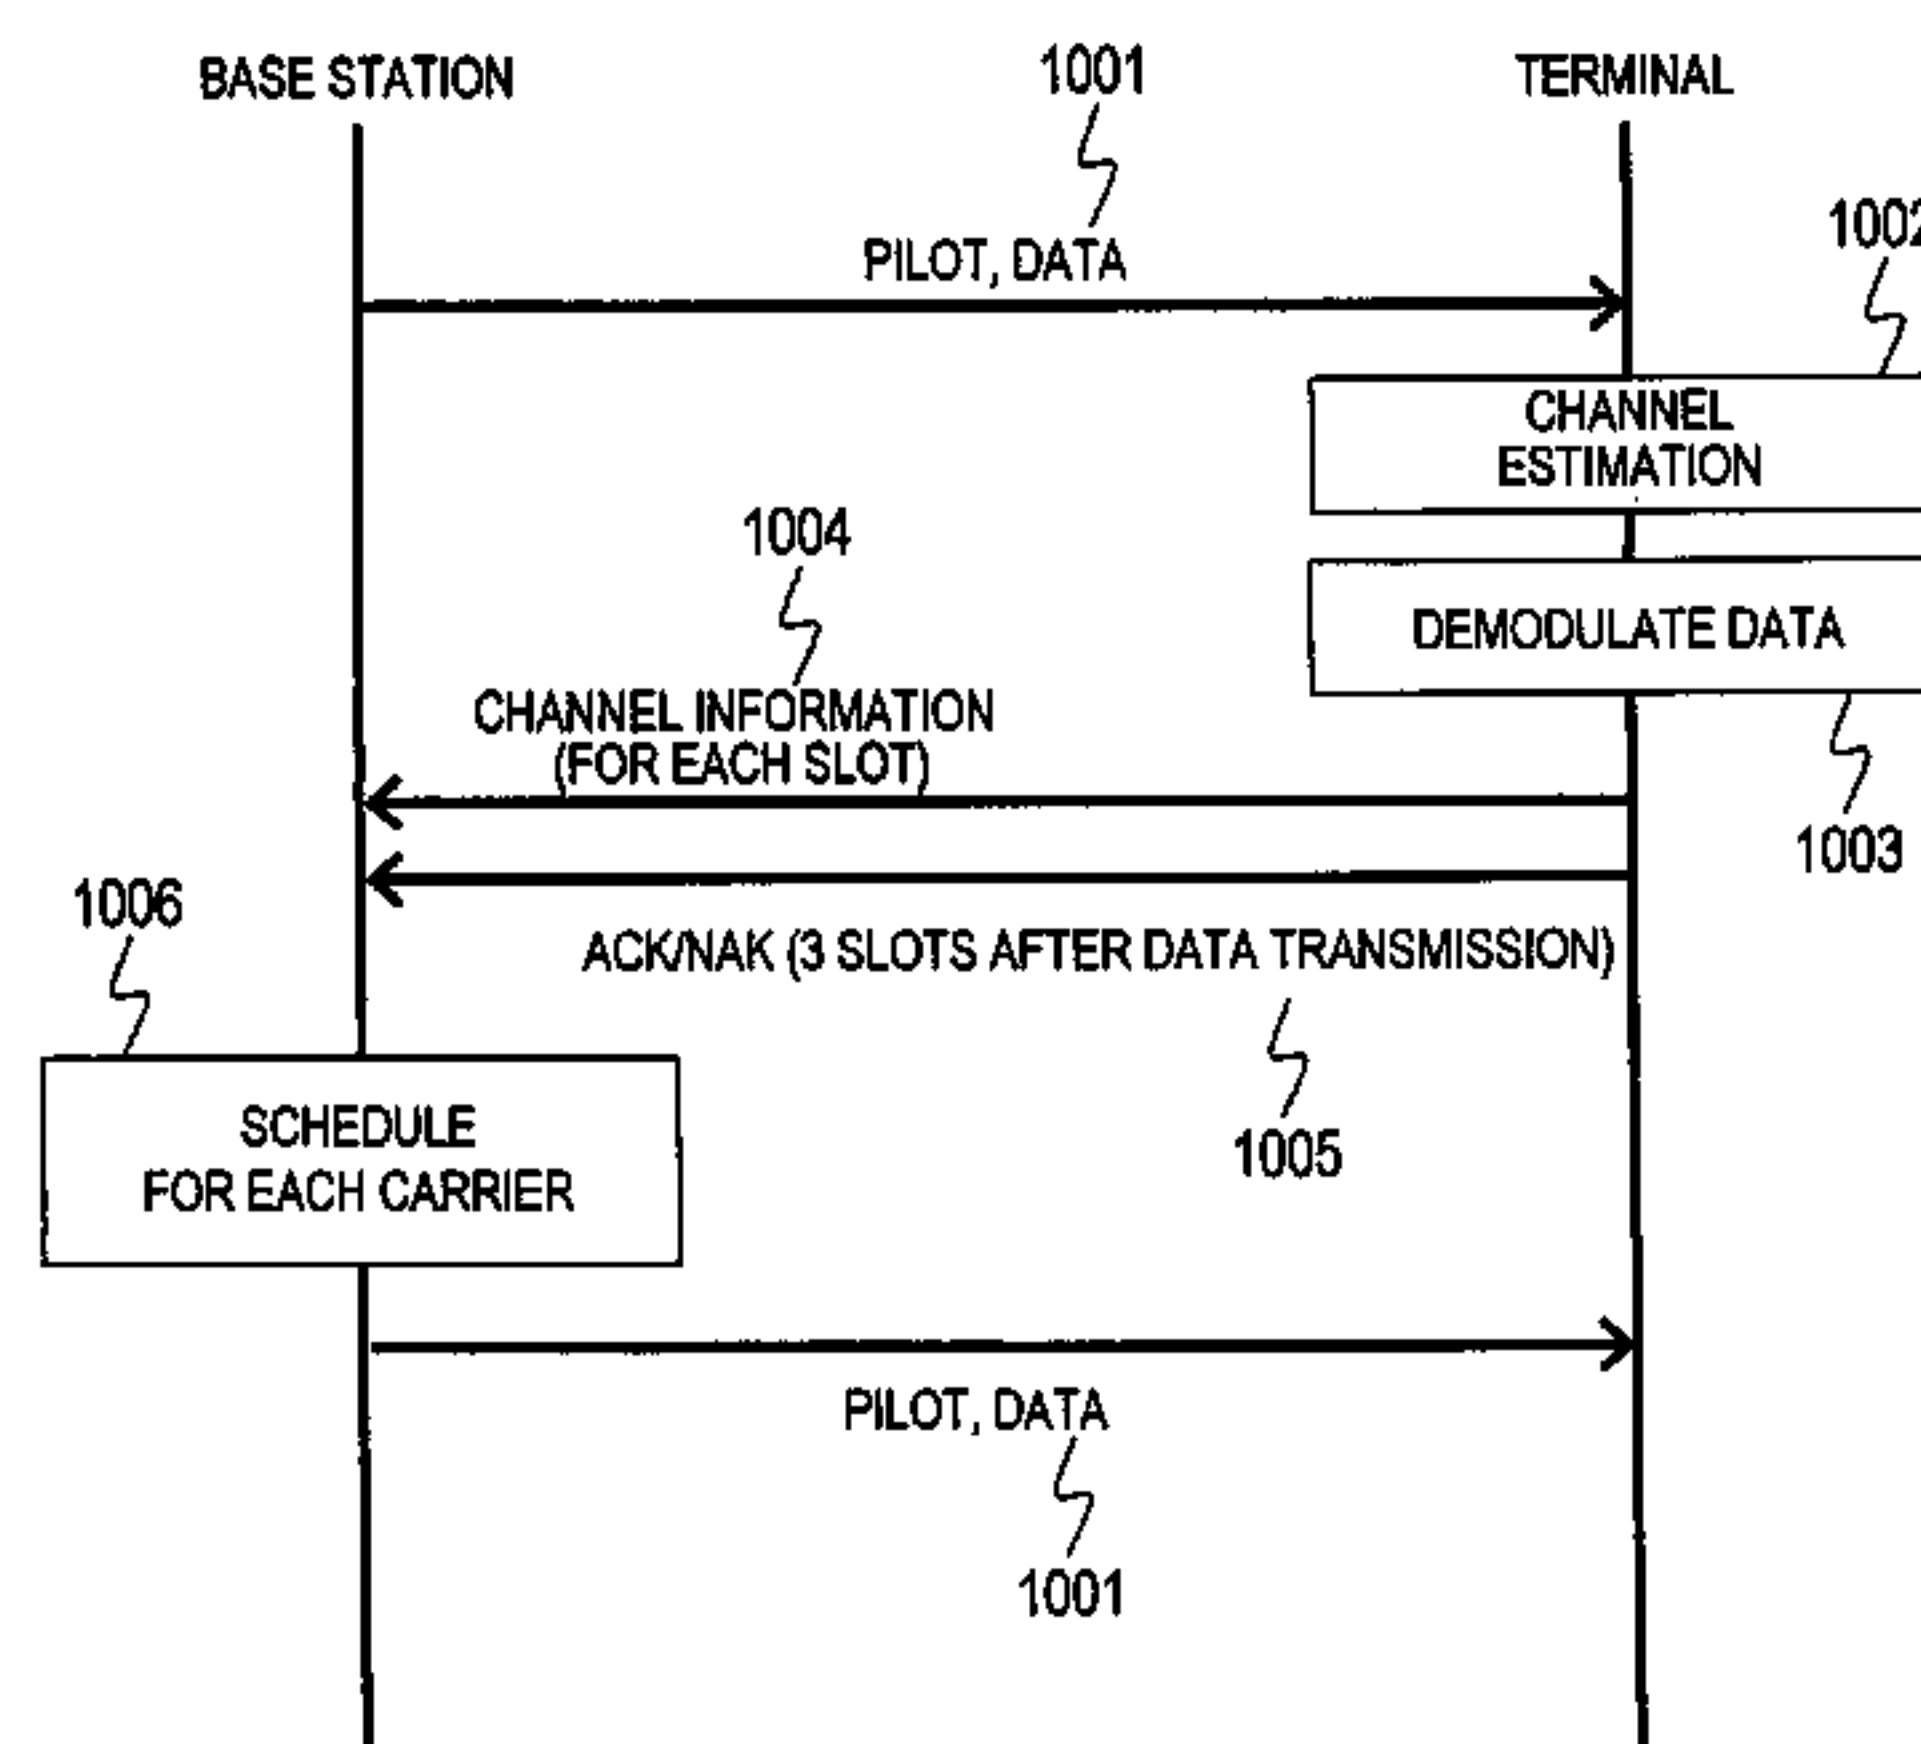 BASE STATION
1001
TERMINAL
PILOT, DATA
1002
CHANNEL
ESTIMATION
1004
DEMODULATE DATA
CHANNEL INFORMATION
(FOR EACH SLOT)
1003
1006
ACK/NAK (3 SLOTS AFTER DATA TRANSMISSION)
SCHEDULE
FOR EACH CARRIER
1005
PILOT, DATA
1001